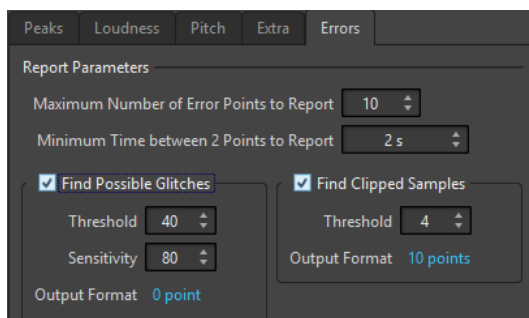 Peaks Loudness Pitch Extra Errors
Report Parameters
Maximum Number of Error Points to Report 10
Minimum Time between 2 Points to Report 2 s
Find Possible Glitches
Threshold 40
Sensitivity 80
Output Format 0 point
Find Clipped Samples
Threshold 4
Output Format 10 points